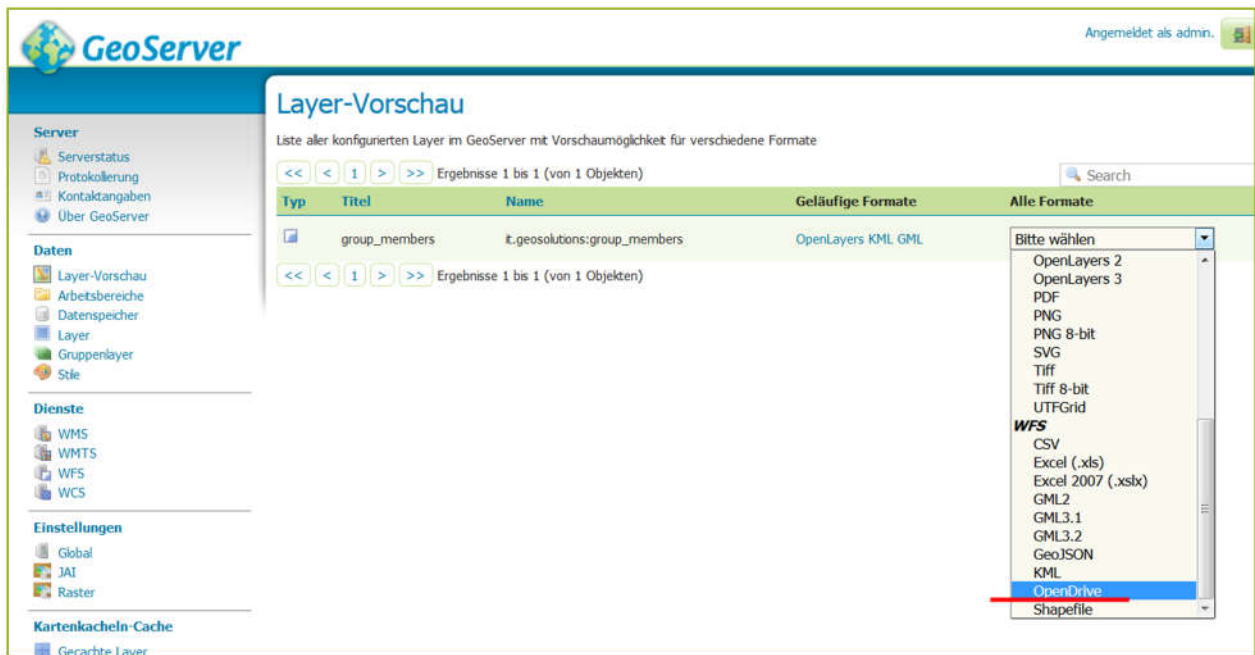 GeoServer
Angemeldet als admin.
Layer-Vorschau
Liste aller konfigurierten Layer im GeoServer mit Vorschaumöglichkeit für verschiedene Formate
<< < 1 > >> Ergebnisse 1 bis 1 (von 1 Objekten)
Search
Typ Titel Name Geläufige Formate Alle Formate
group_members it.geosolutions:group_members OpenLayers KML GML Bitte wählen
<< < 1 > >> Ergebnisse 1 bis 1 (von 1 Objekten)
OpenLayers 2
OpenLayers 3
PDF
PNG
PNG 8-bit
SVG
Tiff
Tiff 8-bit
UTFGrid
WFS
CSV
Excel (.xls)
Excel 2007 (.xslx)
GML2
GML3.1
GML3.2
GeoJSON
KML
OpenDrive
Shapefile
Server
Serverstatus
Protokollierung
Kontaktangaben
Über GeoServer
Daten
Layer-Vorschau
Arbeitsbereiche
Datenspeicher
Layer
Gruppenlayer
Stile
Dienste
WMS
WMTS
WFS
WCS
Einstellungen
Global
JAI
Raster
Kartenkacheln-Cache
Gecachte Layer